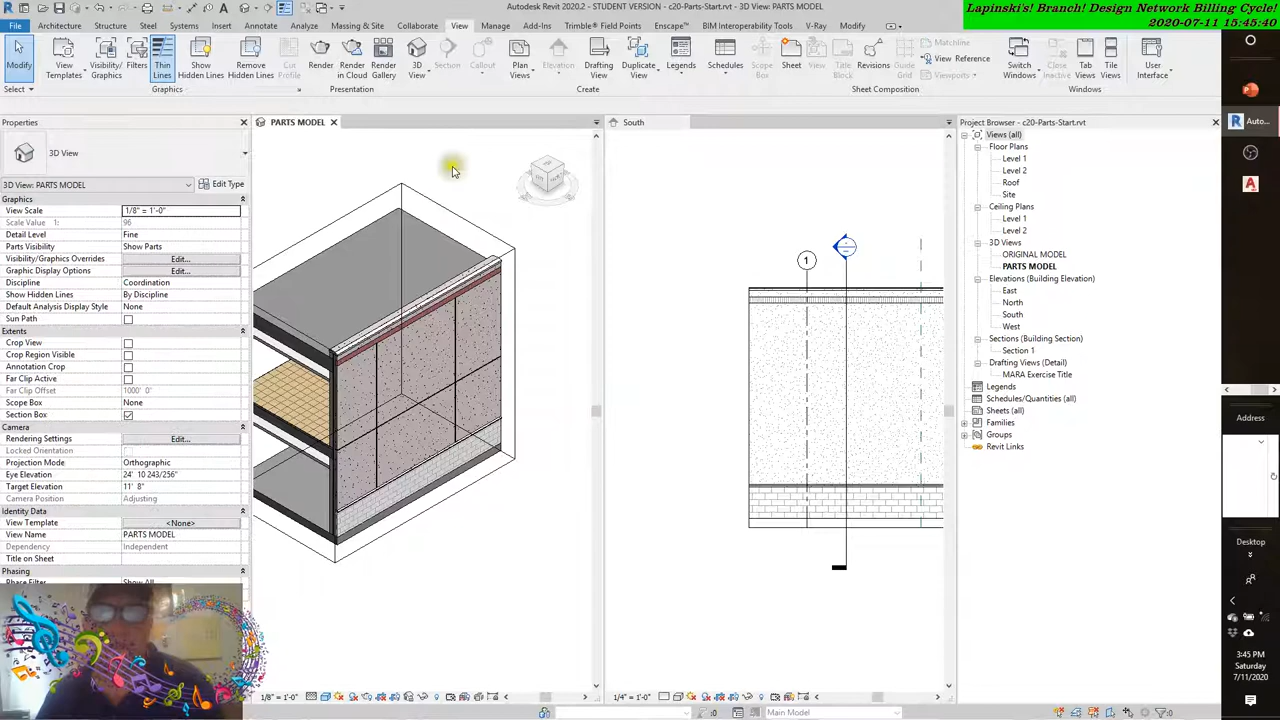 Autodesk Revit 2020.2 - STUDENT VERSION - c20-Parts-Start.rvt - 3D View: PARTS MODEL
Lapinski's! Branch! Design Network Billing Cycle!
2020-07-11 15:45:40
File Architecture Structure Steel Systems Insert Annotate Analyze Massing & Site Collaborate View Manage Add-Ins Trimble® Field Points Enscape™ BIM Interoperability Tools V-Ray Modify
Modify
View Templates
Visibility/ Graphics
Filters
Thin Lines
Show Hidden Lines
Remove Hidden Lines
Cut Profile
Render
Render in Cloud
Render Gallery
3D View
Section
Callout
Plan Views
Elevation
Drafting View
Duplicate View
Legends
Schedules
Scope Box
Sheet
View
Title Block
Revisions
Guide Grid
Matchline
View Reference
Viewports
Switch Windows
Close Inactive
Tab Views
Tile Views
User Interface
Select Graphics Presentation Create Sheet Composition Windows
Properties
PARTS MODEL
South
Project Browser - c20-Parts-Start.rvt
3D View
3D View: PARTS MODEL Edit Type
Graphics
View Scale 1/8" = 1'-0"
Scale Value 1: 96
Detail Level Fine
Parts Visibility Show Parts
Visibility/Graphics Overrides Edit...
Graphic Display Options Edit...
Discipline Coordination
Show Hidden Lines By Discipline
Default Analysis Display Style None
Sun Path
Extents
Crop View
Crop Region Visible
Annotation Crop
Far Clip Active
Far Clip Offset 1000' 0"
Scope Box None
Section Box
Camera
Rendering Settings Edit...
Locked Orientation
Projection Mode Orthographic
Eye Elevation 24' 10 243/256"
Target Elevation 11' 8"
Camera Position Adjusting
Identity Data
View Template <None>
View Name PARTS MODEL
Dependency Independent
Title on Sheet
Phasing
Phase Filter Show All
1
Views (all)
Floor Plans
Level 1
Level 2
Roof
Site
Ceiling Plans
Level 1
Level 2
3D Views
ORIGINAL MODEL
PARTS MODEL
Elevations (Building Elevation)
East
North
South
West
Sections (Building Section)
Section 1
Drafting Views (Detail)
MARA Exercise Title
Legends
Schedules/Quantities (all)
Sheets (all)
Families
Groups
Revit Links
1/8" = 1'-0"
1/4" = 1'-0"
:0
Main Model
:0
Auto...
Address
Desktop
3:45 PM
Saturday
7/11/2020